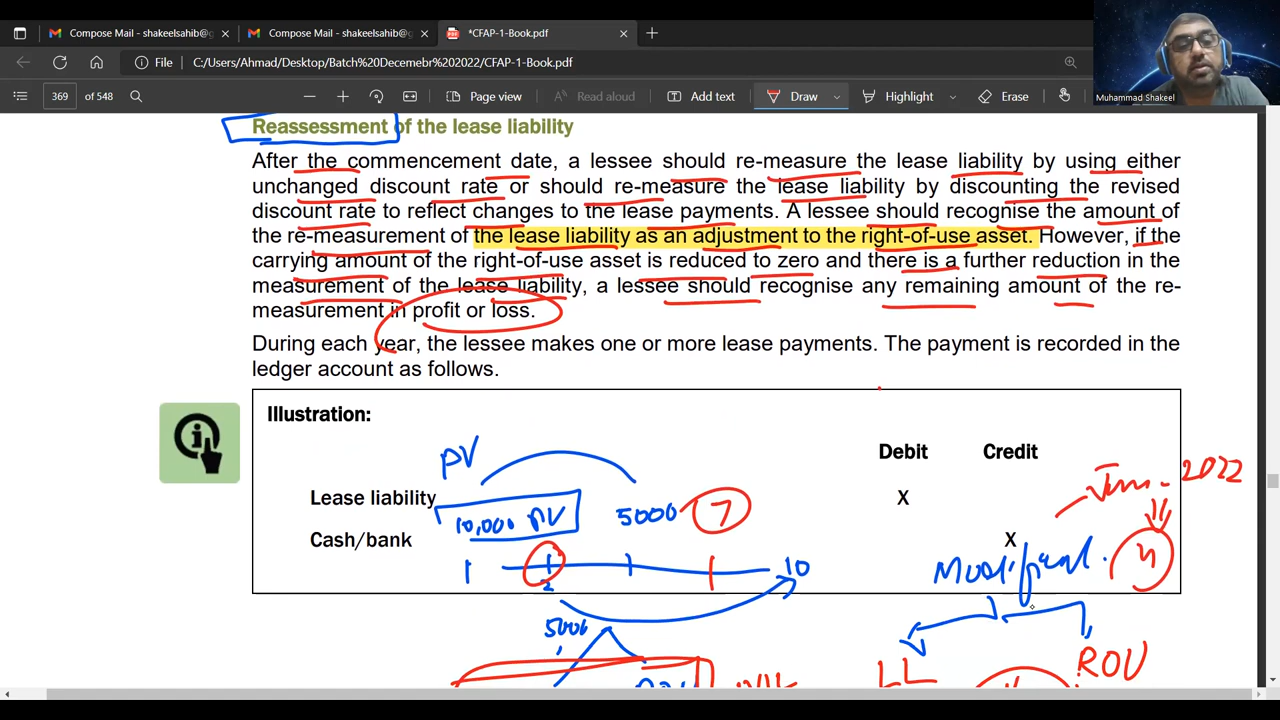 Compose Mail - shakeelsahib@g
Compose Mail - shakeelsahib@g
*CFAP-1-Book.pdf
File
C:/Users/Ahmad/Desktop/Batch%20Decemebr%202022/CFAP-1-Book.pdf
369 of 548
Page view
Read aloud
Add text
Draw
Highlight
Erase
Muhammad Shakeel
Reassessment of the lease liability
After the commencement date, a lessee should re-measure the lease liability by using either
unchanged discount rate or should re-measure the lease liability by discounting the revised
discount rate to reflect changes to the lease payments. A lessee should recognise the amount of
the re-measurement of the lease liability as an adjustment to the right-of-use asset. However, if the
carrying amount of the right-of-use asset is reduced to zero and there is a further reduction in the
measurement of the lease liability, a lessee should recognise any remaining amount of the re-
measurement in profit or loss.
During each year, the lessee makes one or more lease payments. The payment is recorded in the
ledger account as follows.
Illustration:
PV
Debit Credit
June - 2022
Lease liability X
10,000 PV 5000 7
Cash/bank X
1 2 10
5000
LL ROU